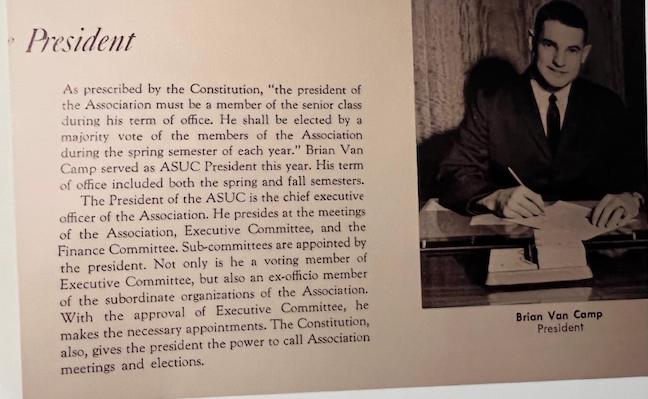 President
As prescribed by the Constitution, “the president of
the Association must be a member of the senior class
during his term of office. He shall be elected by a
majority vote of the members of the Association
during the spring semester of each year.” Brian Van
Camp served as ASUC President this year. His term
of office included both the spring and fall semesters.
The President of the ASUC is the chief executive
officer of the Association. He presides at the meetings
of the Association, Executive Committee, and the
Finance Committee. Sub-committees are appointed by
the president. Not only is he a voting member of
Executive Committee, but also an ex-officio member
of the subordinate organizations of the Association.
With the approval of Executive Committee, he
makes the necessary appointments. The Constitution,
also, gives the president the power to call Association
meetings and elections.
Brian Van Camp
President